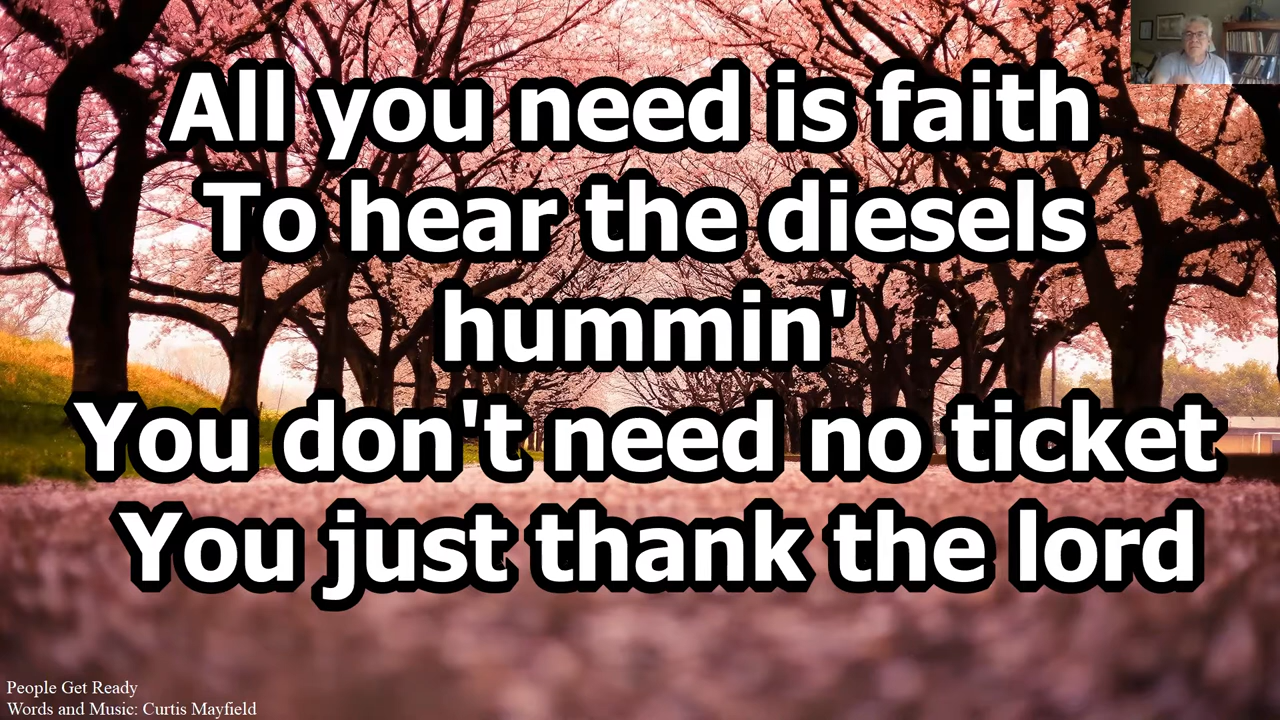 All you need is faith
To hear the diesels
hummin'
You don't need no ticket
You just thank the lord
People Get Ready
Words and Music: Curtis Mayfield